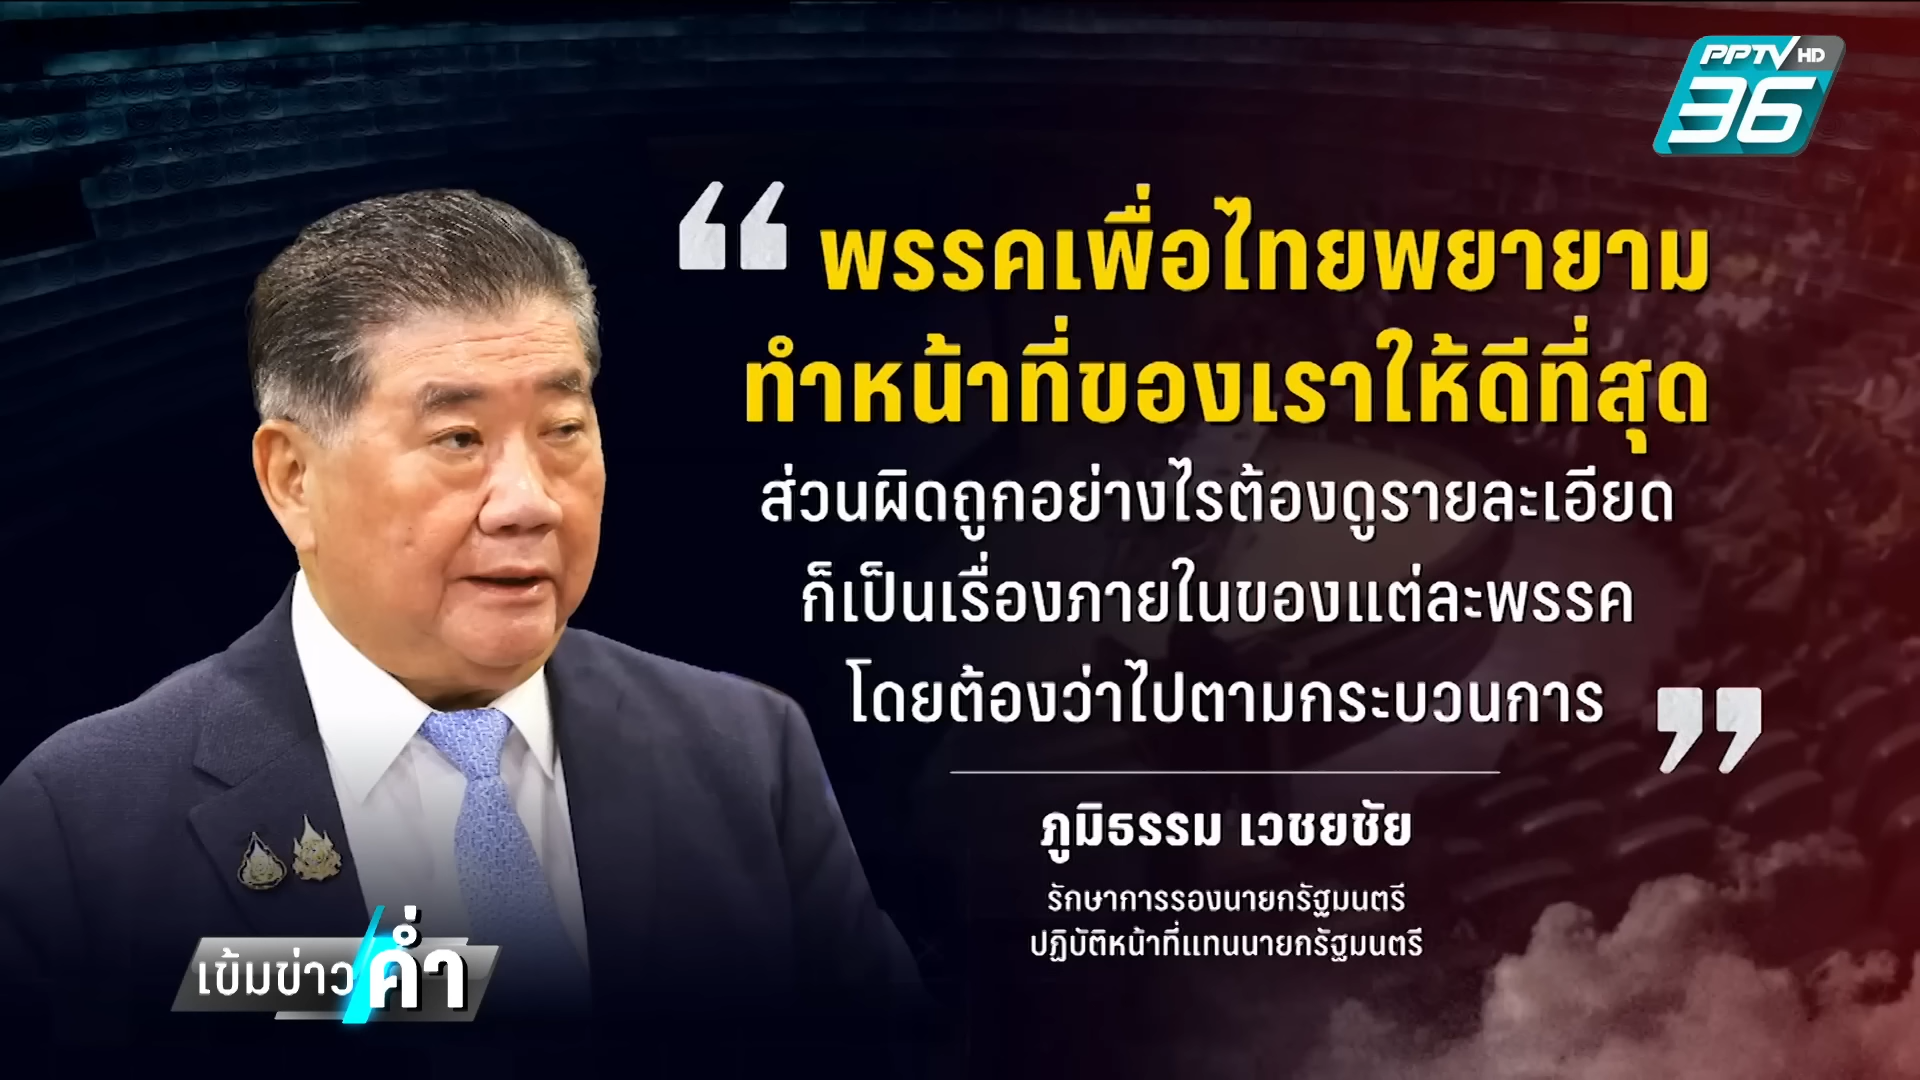 PPTV HD
36
“ พรรคเพื่อไทยพยายาม
ทำหน้าที่ของเราให้ดีที่สุด
ส่วนผิดถูกอย่างไรต้องดูรายละเอียด
ก็เป็นเรื่องภายในของแต่ละพรรค
โดยต้องว่าไปตามกระบวนการ ”
ภูมิธรรม เวชยชัย
รักษาการรองนายกรัฐมนตรี
ปฏิบัติหน้าที่แทนนายกรัฐมนตรี
เข้มข่าวค่ำ